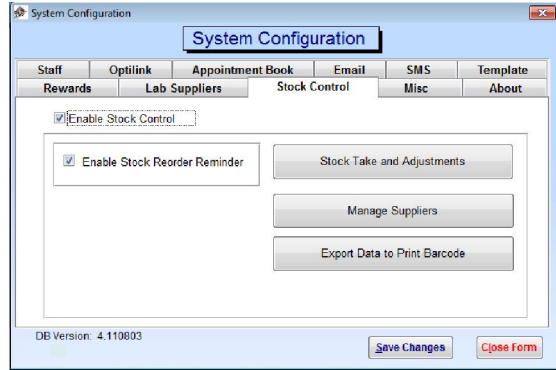 System Configuration
System Configuration
Staff Optilink Appointment Book Email SMS Template
Rewards Lab Suppliers Stock Control Misc About
Enable Stock Control
Enable Stock Reorder Reminder Stock Take and Adjustments
Manage Suppliers
Export Data to Print Barcode
DB Version: 4.110803
Save Changes Close Form